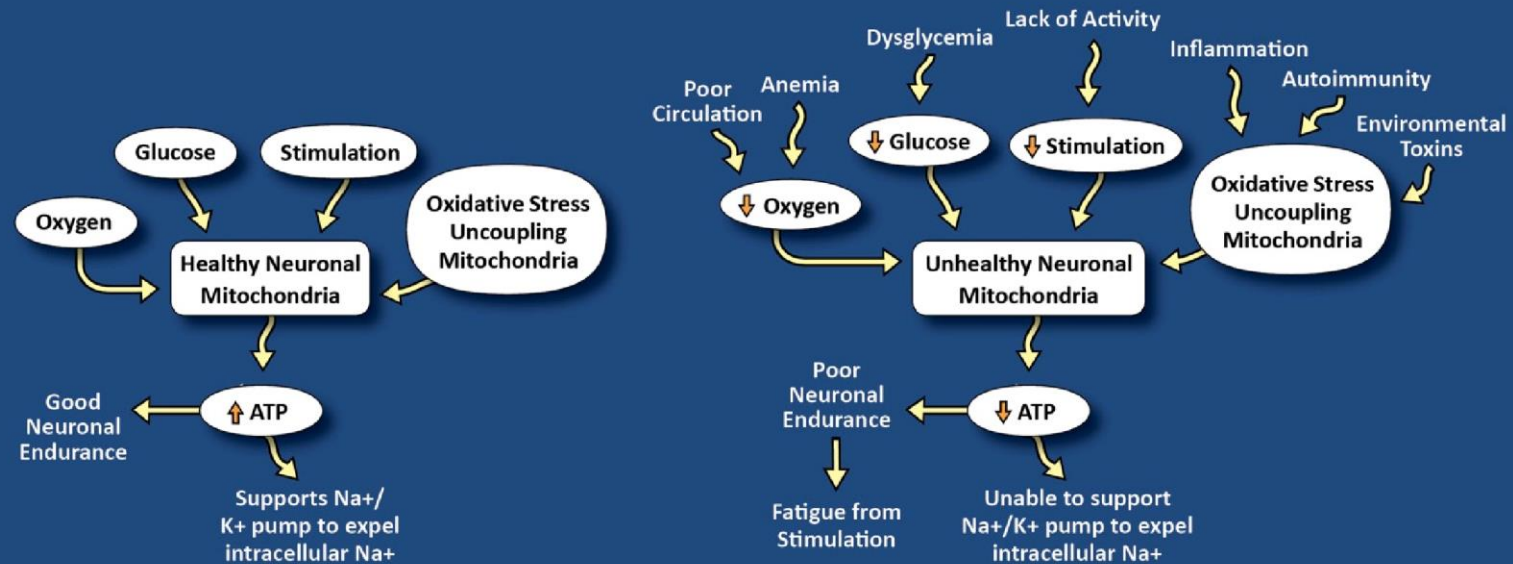 Glucose
Stimulation
Oxygen
Oxidative Stress
Uncoupling
Mitochondria
Healthy Neuronal
Mitochondria
ATP
Good
Neuronal
Endurance
Supports Na+/
K+ pump to expel
intracellular Na+
Lack of Activity
Dysglycemia
Inflammation
Anemia
Autoimmunity
Poor
Circulation
Environmental
Toxins
Glucose
Stimulation
Oxygen
Oxidative Stress
Uncoupling
Mitochondria
Unhealthy Neuronal
Mitochondria
Poor
Neuronal
Endurance
ATP
Fatigue from
Stimulation
Unable to support
Na+/K+ pump to expel
intracellular Na+